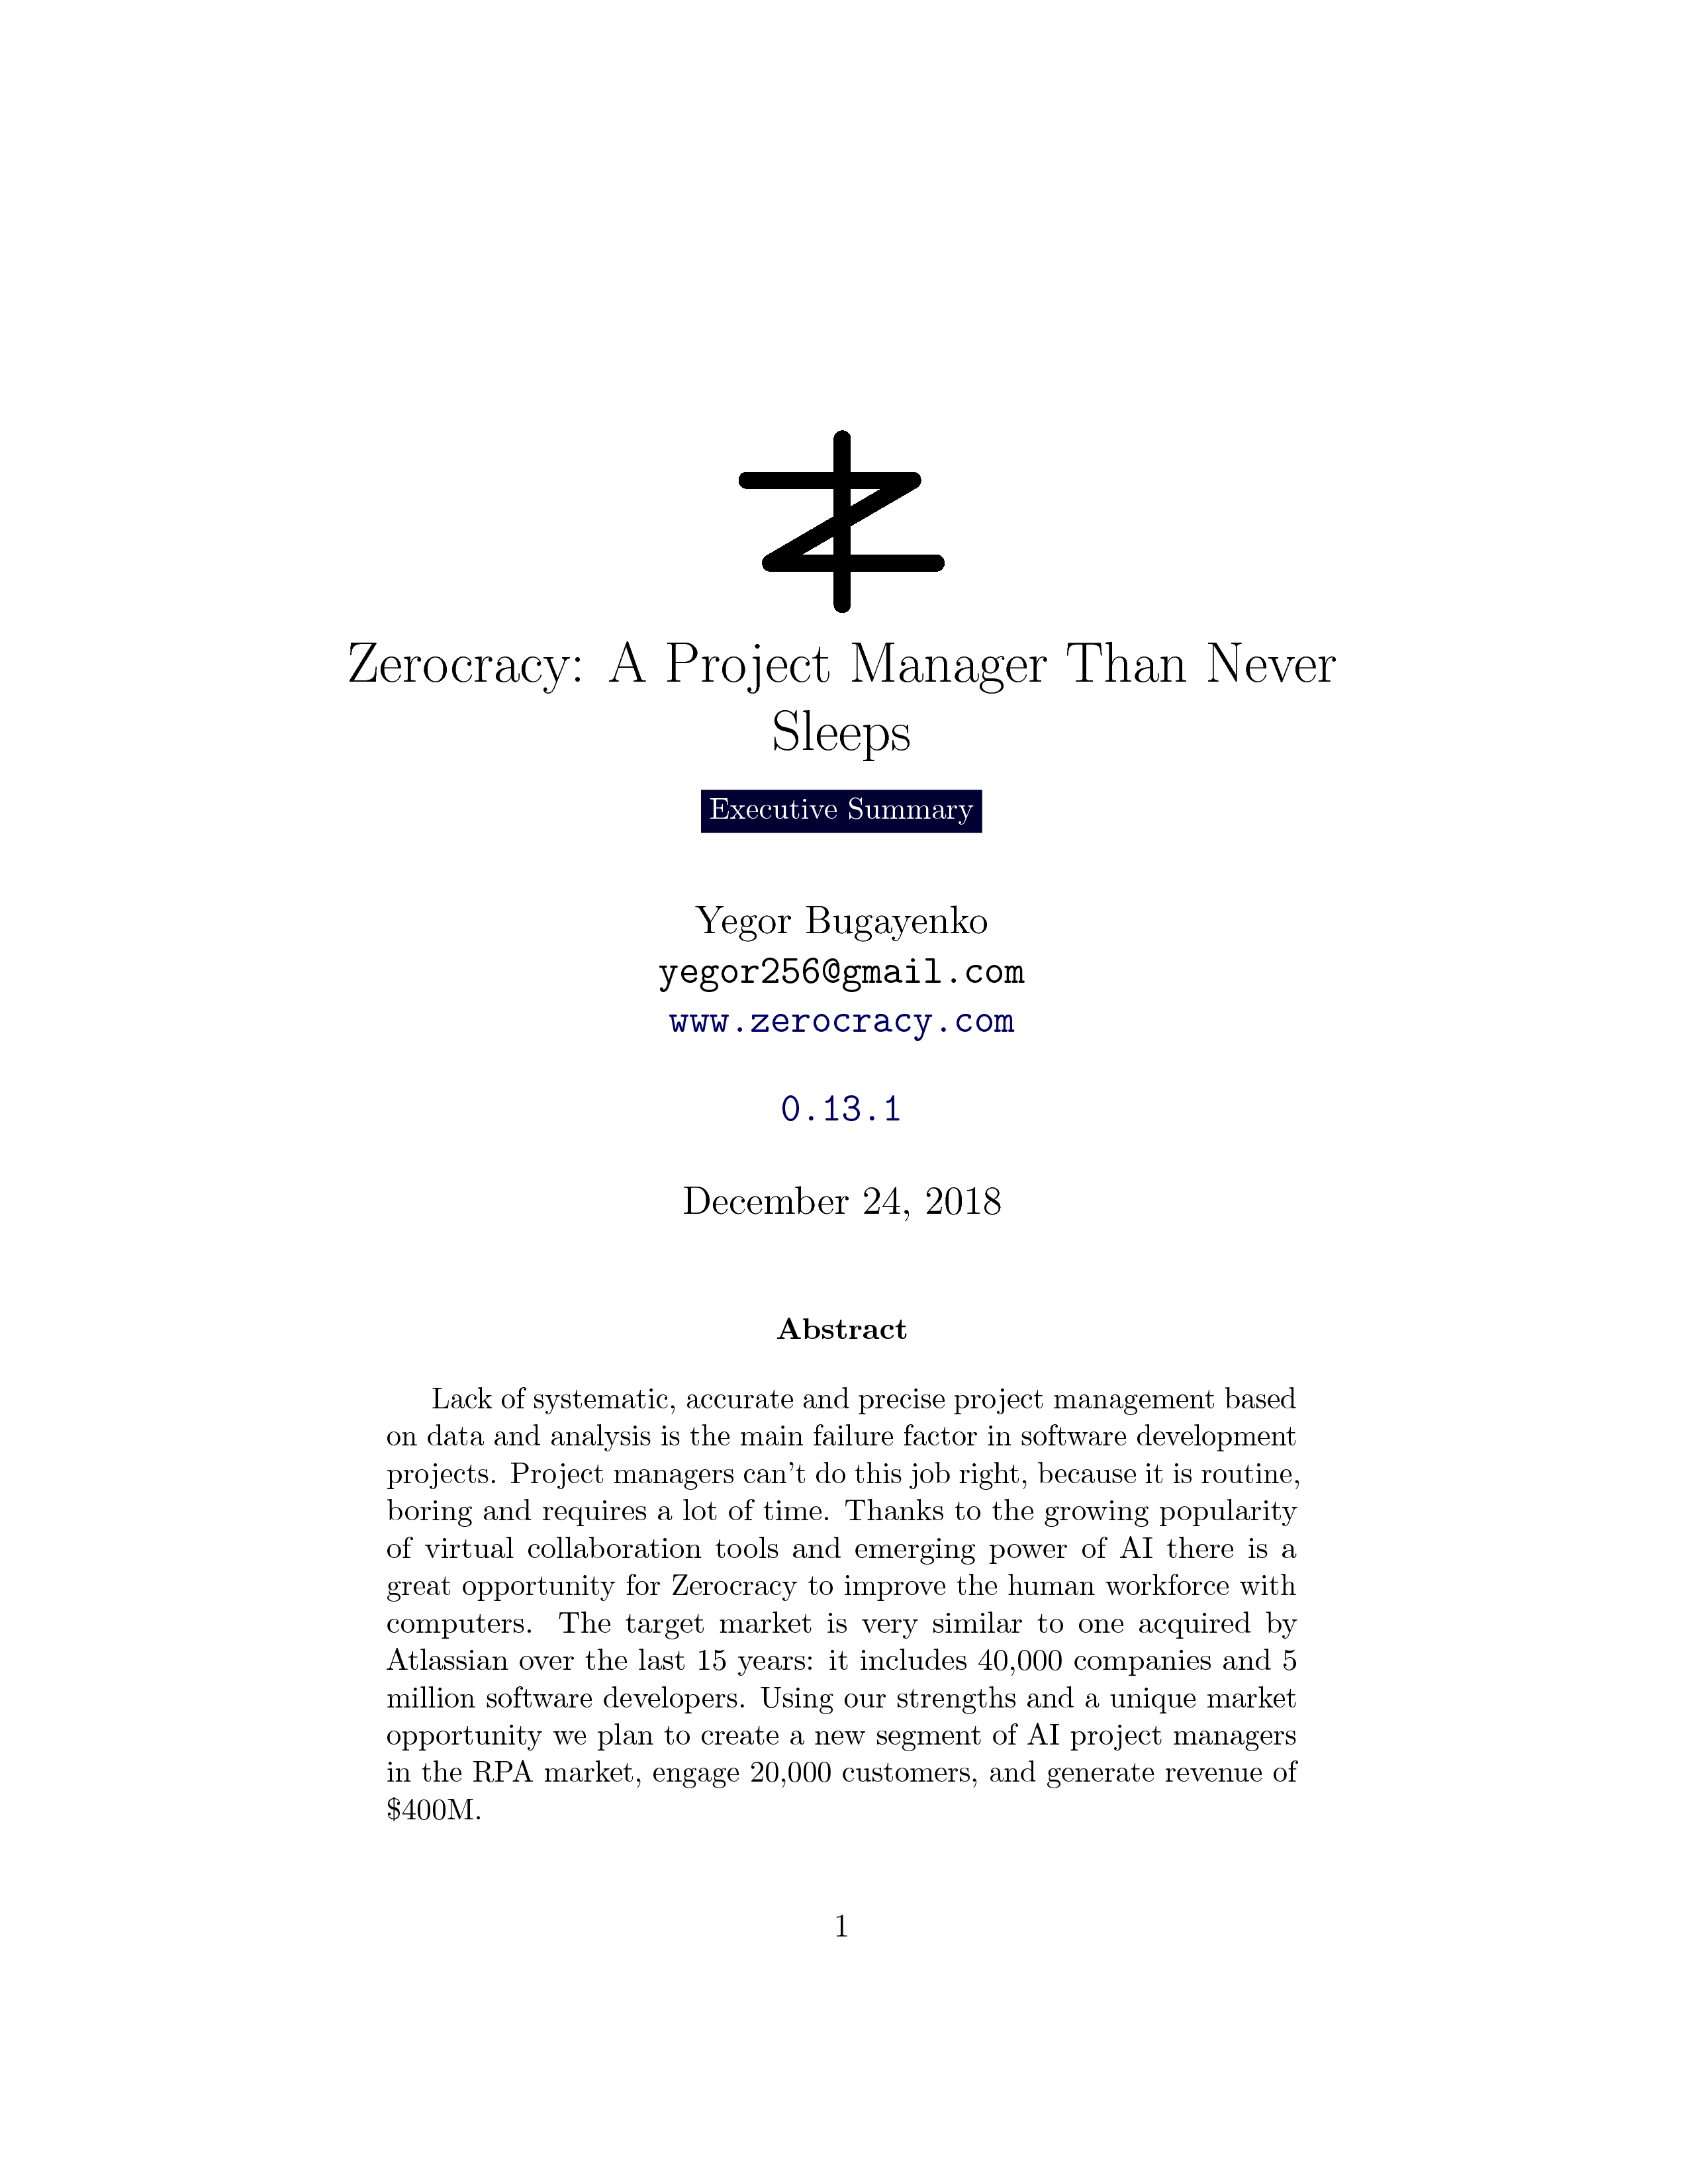 Zerocracy: A Project Manager Than Never
Sleeps
Executive Summary
Yegor Bugayenko
yegor256@gmail.com
www.zerocracy.com
0.13.1
December 24, 2018
Abstract
Lack of systematic, accurate and precise project management based
on data and analysis is the main failure factor in software development
projects. Project managers can't do this job right, because it is routine,
boring and requires a lot of time. Thanks to the growing popularity
of virtual collaboration tools and emerging power of AI there is a
great opportunity for Zerocracy to improve the human workforce with
computers. The target market is very similar to one acquired by
Atlassian over the last 15 years: it includes 40,000 companies and 5
million software developers. Using our strengths and a unique market
opportunity we plan to create a new segment of AI project managers
in the RPA market, engage 20,000 customers, and generate revenue of
$400M.
1